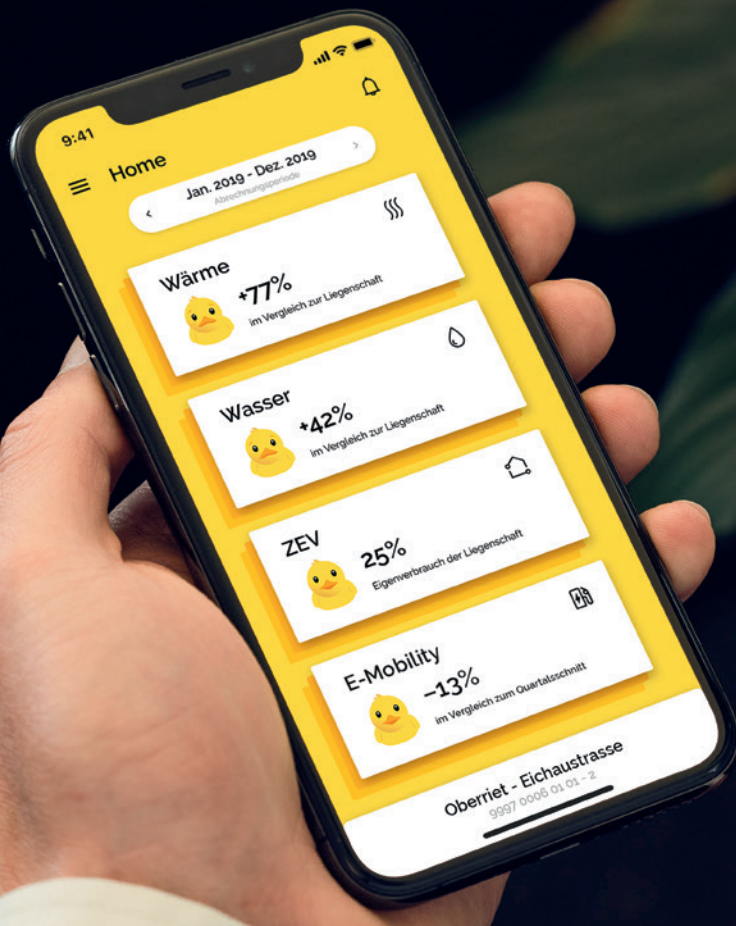 9:41
Home
Jan. 2019 - Dez. 2019
Abrechnungsperiode
Wärme
+77%
im Vergleich zur Liegenschaft
Wasser
+42%
im Vergleich zur Liegenschaft
ZEV
25%
Eigenverbrauch der Liegenschaft
E-Mobility
-13%
im Vergleich zum Quartalsschnitt
Oberriet - Eichaustrasse
9997 0006 01 01 - 2